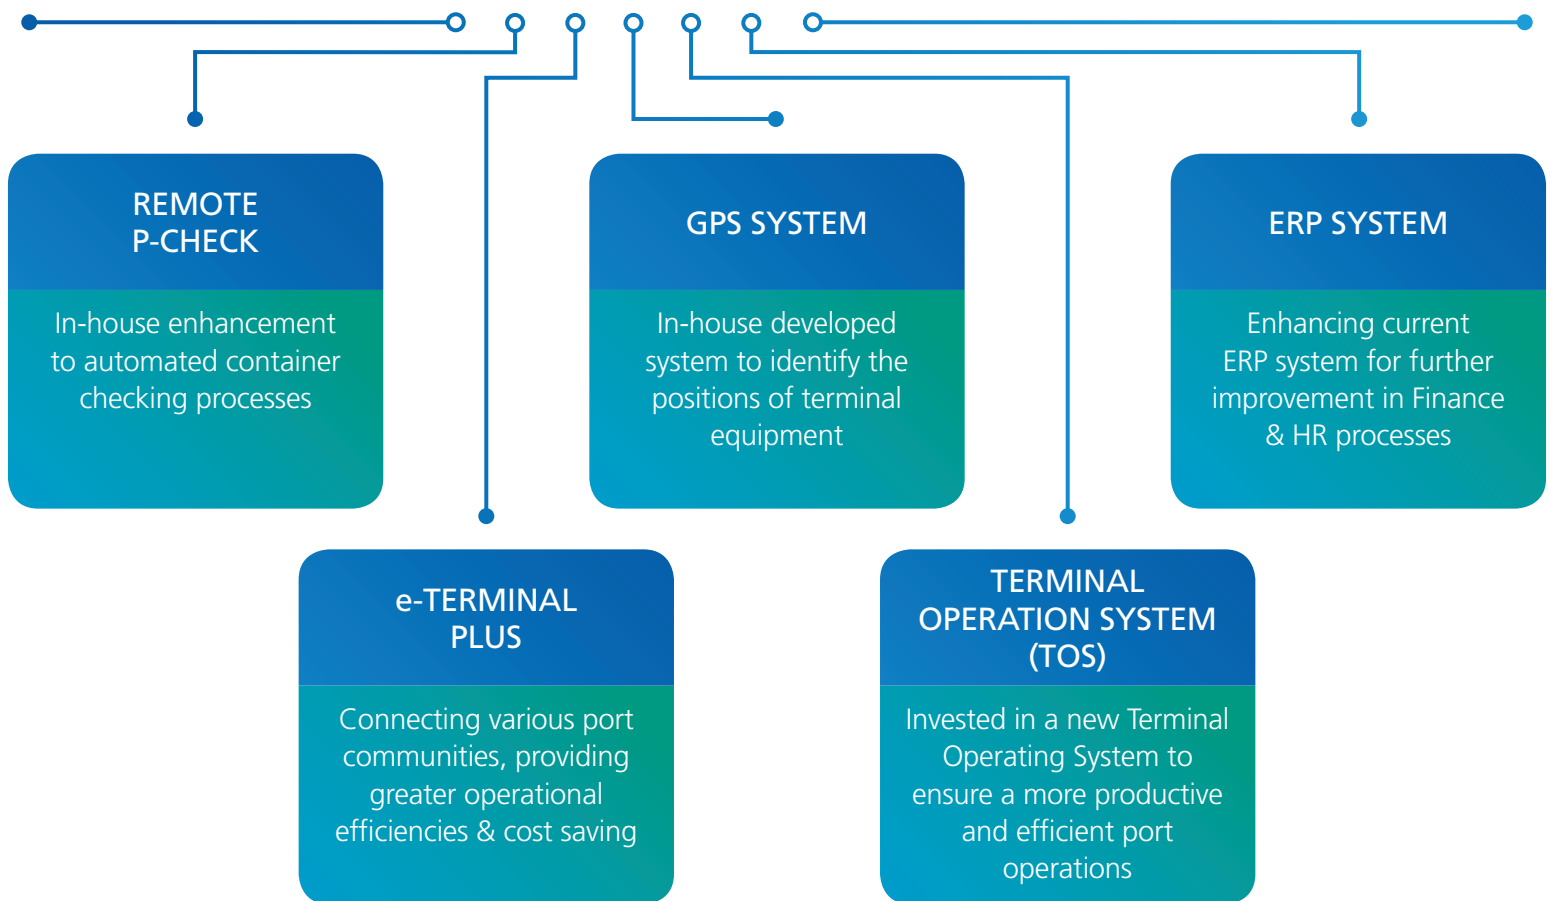 REMOTE
P-CHECK
In-house enhancement
to automated container
checking processes
GPS SYSTEM
In-house developed
system to identify the
positions of terminal
equipment
ERP SYSTEM
Enhancing current
ERP system for further
improvement in Finance
& HR processes
e-TERMINAL
PLUS
Connecting various port
communities, providing
greater operational
efficiencies & cost saving
TERMINAL
OPERATION SYSTEM
(TOS)
Invested in a new Terminal
Operating System to
ensure a more productive
and efficient port
operations